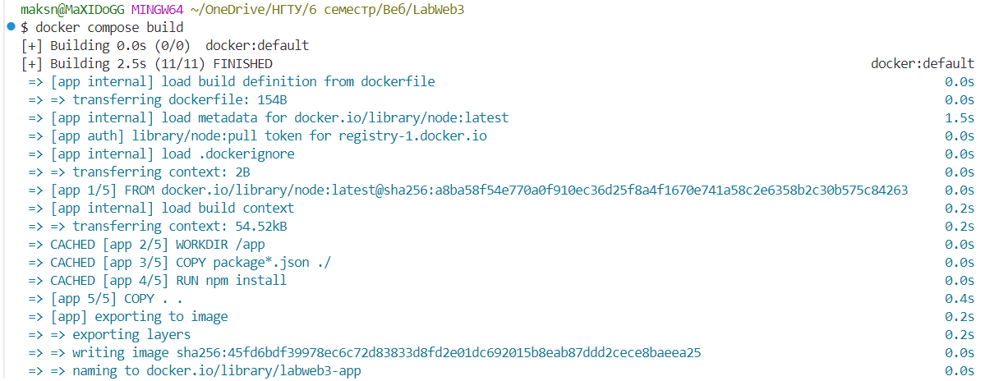 maksn@MaXIDoGG MINGW64 ~/OneDrive/НГТУ/6 семестр/Веб/LabWeb3
$ docker compose build
[+] Building 0.0s (0/0)  docker:default
[+] Building 2.5s (11/11) FINISHED docker:default
=> [app internal] load build definition from dockerfile 0.0s
=> => transferring dockerfile: 154B 0.0s
=> [app internal] load metadata for docker.io/library/node:latest 1.5s
=> [app auth] library/node:pull token for registry-1.docker.io 0.0s
=> [app internal] load .dockerignore 0.0s
=> => transferring context: 2B 0.0s
=> [app 1/5] FROM docker.io/library/node:latest@sha256:a8ba58f54e770a0f910ec36d25f8a4f1670e741a58c2e6358b2c30b575c84263 0.0s
=> [app internal] load build context 0.2s
=> => transferring context: 54.52kB 0.2s
=> CACHED [app 2/5] WORKDIR /app 0.0s
=> CACHED [app 3/5] COPY package*.json ./ 0.0s
=> CACHED [app 4/5] RUN npm install 0.0s
=> [app 5/5] COPY . . 0.4s
=> [app] exporting to image 0.2s
=> => exporting layers 0.2s
=> => writing image sha256:45fd6bdf39978ec6c72d83833d8fd2e01dc692015b8eab87ddd2cece8baeea25 0.0s
=> => naming to docker.io/library/labweb3-app 0.0s